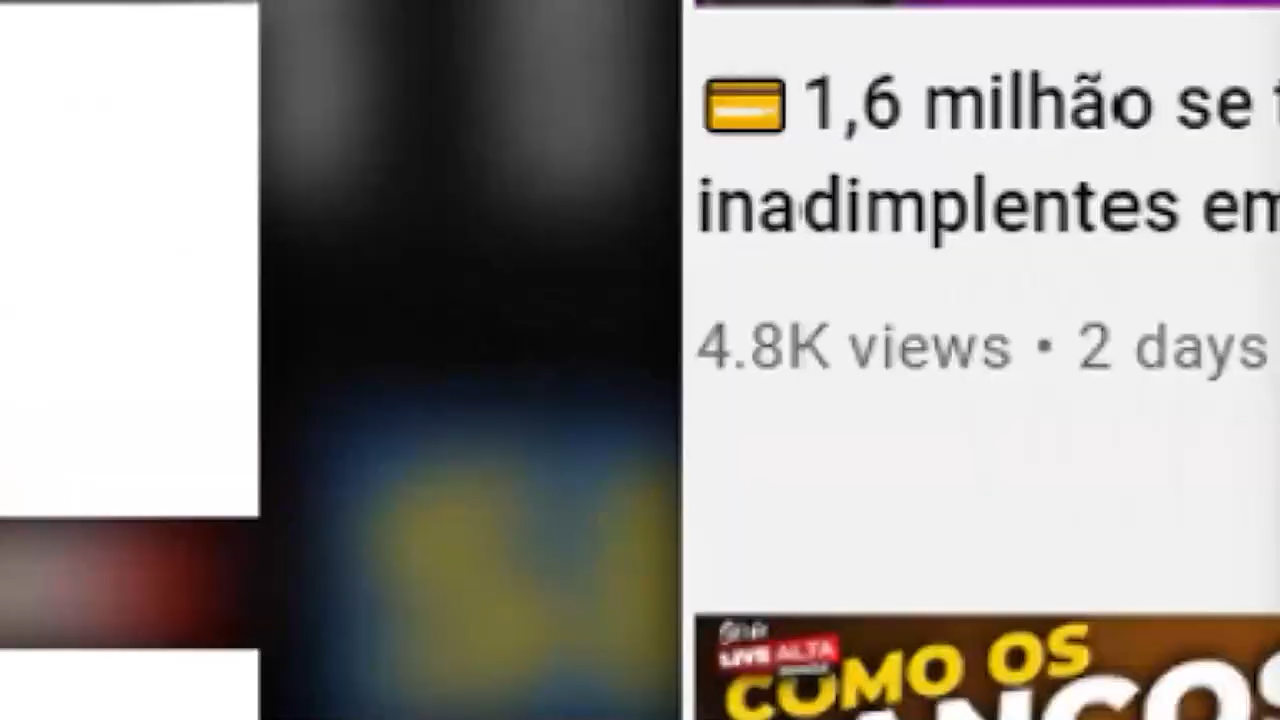 1,6 milhão se
inadimplentes em
4.8K views • 2 days
LIVE ALTA
COMO OS